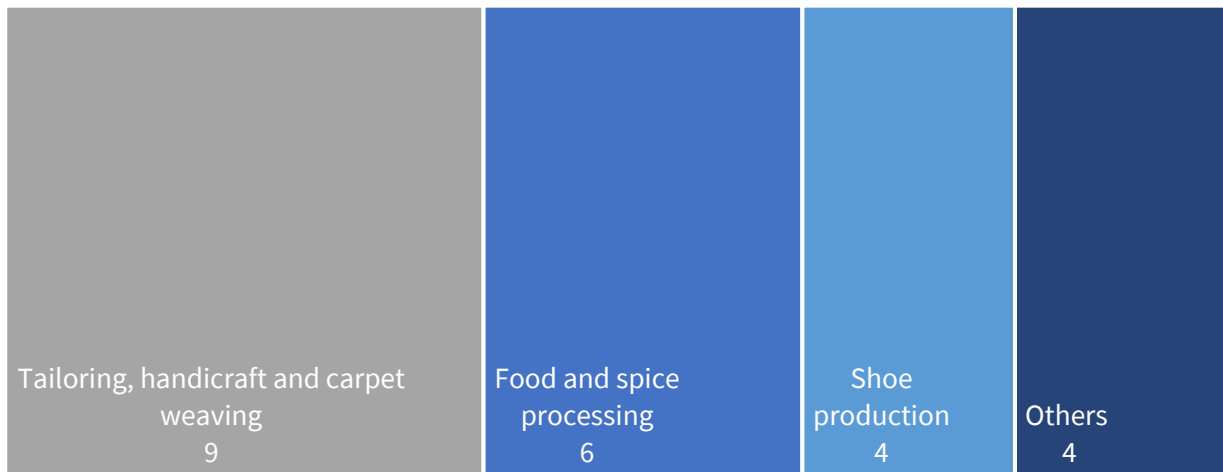 Tailoring, handicraft and carpet
weaving
9
Food and spice
processing
6
Shoe
production
4
Others
4